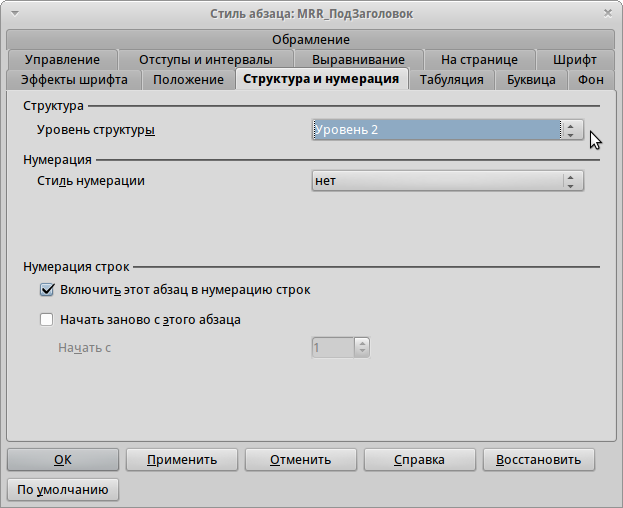 Стиль абзаца: MRR_ПодЗаголовок
Обрамление
Управление Отступы и интервалы Выравнивание На странице Шрифт
Эффекты шрифта Положение Структура и нумерация Табуляция Буквица Фон
Структура
Уровень структуры Уровень 2
Нумерация
Стиль нумерации нет
Нумерация строк
Включить этот абзац в нумерацию строк
Начать заново с этого абзаца
Начать с 1
ОК Применить Отменить Справка Восстановить
По умолчанию